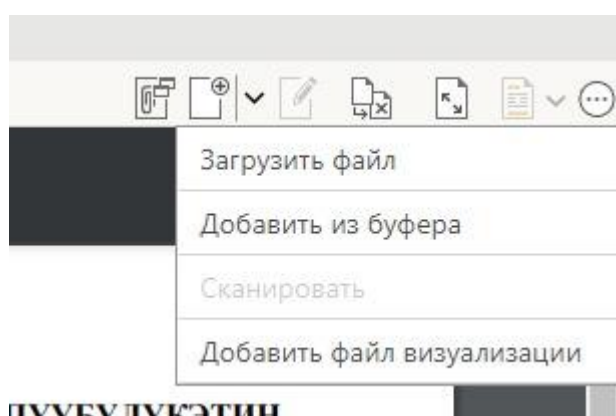 Загрузить файл
Добавить из буфера
Сканировать
Добавить файл визуализации